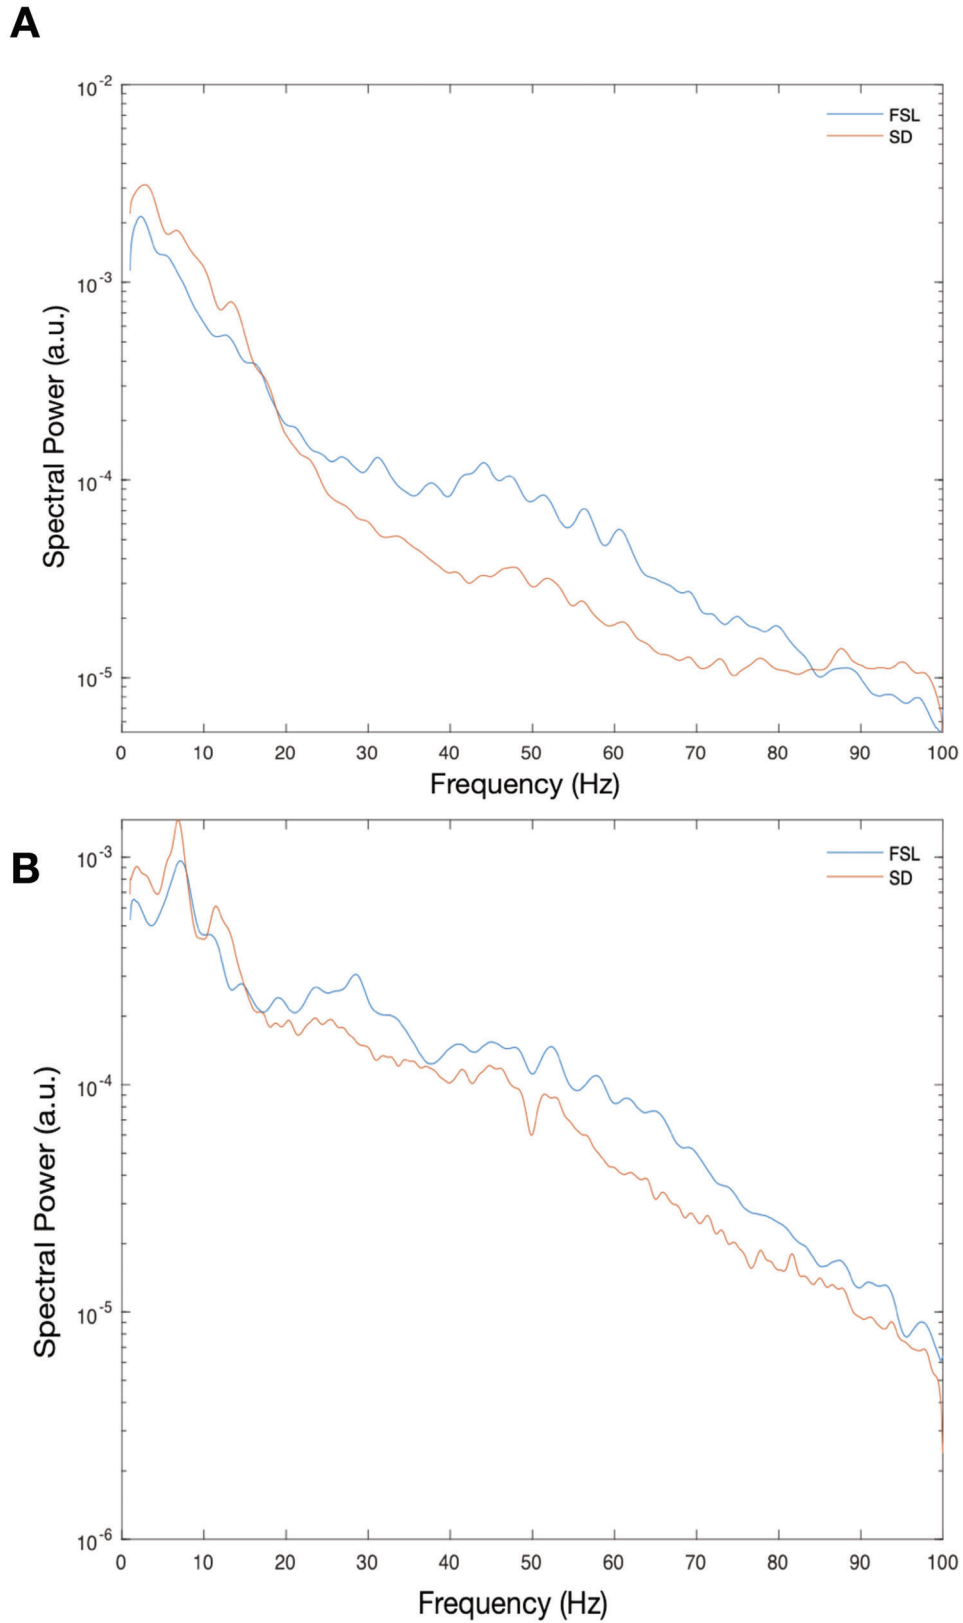 A
10-2
FSL
SD
10-3
Spectral Power (a.u.)
10-4
10-5
0 10 20 30 40 50 60 70 80 90 100
Frequency (Hz)
B
10-3
FSL
SD
10-4
Spectral Power (a.u.)
10-5
10-6
0 10 20 30 40 50 60 70 80 90 100
Frequency (Hz)